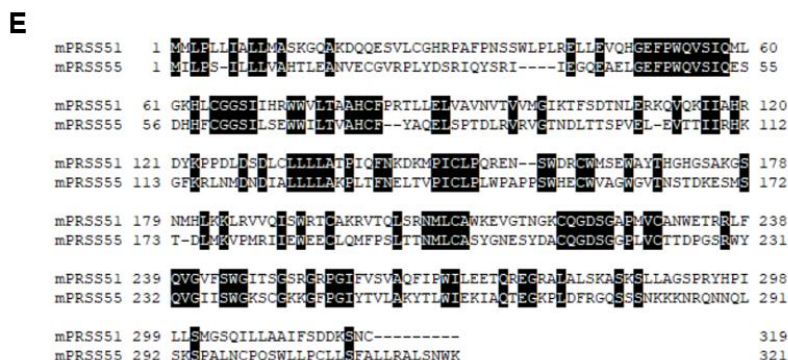 E
mPRSS51 1 MMLPLLIALLMASKGQAKDQQESVLCGHRPAFPNSSWLPLRELLEVQHGEFPWQVSIQML 60
mPRSS55 1 MILPS-ILLLVAHTLEANVECGVRPLYDSRIQYSRI----IEGQEAELGEFPWQVSIQES 55
mPRSS51 61 GKHLCGGSIIHRWWVLTAAHCFPRTLLELVAVNVTVVMGIKTFSDTNLERKQVQKIIAHR 120
mPRSS55 56 DHHFCGGSILSEWWILTVAHCF--YAQELSPTDLRVRVGTNDLTTSPVEL-EVTTIIRHK 112
mPRSS51 121 DYKPPDLDSDLCLLLLATPIQFNKDKMPICLPQREN--SWDRCWMSEWAYTHGHGSAKGS 178
mPRSS55 113 GFKRLNMDNDIALLLLAKPLTFNELTVPICLPLWPAPPSWHECWVAGWGVTNSTDKESMS 172
mPRSS51 179 NMHLKKLRVVQISWRTCAKRVTQLSRNMLCAWKEVGTNGKCQGDSGAPMVCANWETRRLF 238
mPRSS55 173 T-DLMKVPMRIIEWEECLQMFPSLTTNMLCASYGNESYDACQGDSGGPLVCTTDPGSRWY 231
mPRSS51 239 QVGVFSWGITSGSRGRPGIFVSVAQFIPWILEETQREGRALALSKASKSLLAGSPRYHPI 298
mPRSS55 232 QVGIISWGKSCGKKGFPGIYTVLAKYTLWIEKIAQTEGKPLDFRGQSSSNKKKNRQNNQL 291
mPRSS51 299 LLSMGSQILLAAIFSDDKSNC--------- 319
mPRSS55 292 SKSPALNCPQSWLLPCLLSFALLRALSNWK 321